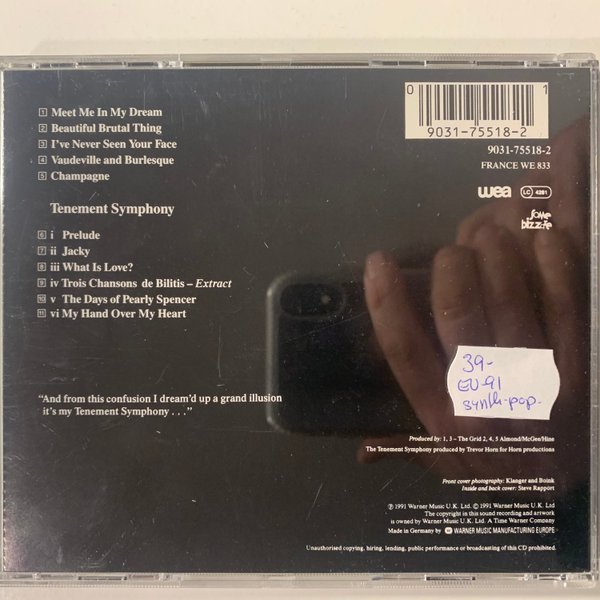 1 Meet Me In My Dream
2 Beautiful Brutal Thing
3 I've Never Seen Your Face
4 Vaudeville and Burlesque
5 Champagne
Tenement Symphony
6 i Prelude
7 ii Jacky
8 iii What Is Love?
9 iv Trois Chansons de Bilitis – Extract
10 v The Days of Pearly Spencer
11 vi My Hand Over My Heart
“And from this confusion I dream'd up a grand illusion
it's my Tenement Symphony . . .”
0 1
9031-75518-2
9031-75518-2
FRANCE WE 833
wea LC 4281
some
bizzare
39-
EU-91
synth-pop-
Produced by: 1, 3 – The Grid 2, 4, 5 Almond/McGee/Hine
The Tenement Symphony produced by Trevor Horn for Horn productions
Front cover photography: Klanger and Boink
Inside and back cover: Steve Rapport
℗ 1991 Warner Music U.K. Ltd. © 1991 Warner Music U.K. Ltd.
The copyright in this sound recording and artwork
is owned by Warner Music U.K. Ltd. A Time Warner Company
Made in Germany by WARNER MUSIC MANUFACTURING EUROPE
Unauthorised copying, hiring, lending, public performance or broadcasting of this CD prohibited.